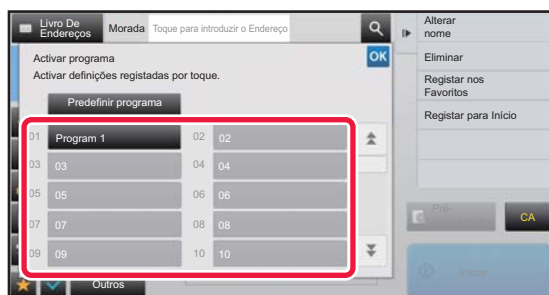 Livro De
Endereços
Morada
Toque para introduzir o Endereço
Alterar
nome
Activar programa
OK
Activar definições registadas por toque.
Eliminar
Registar nos
Favoritos
Predefinir programa
Registar para Início
01 Program 1
02 02
03 03
04 04
05 05
06 06
07 07
08 08
09 09
10 10
Pré-
CA
Iniciar
Outros